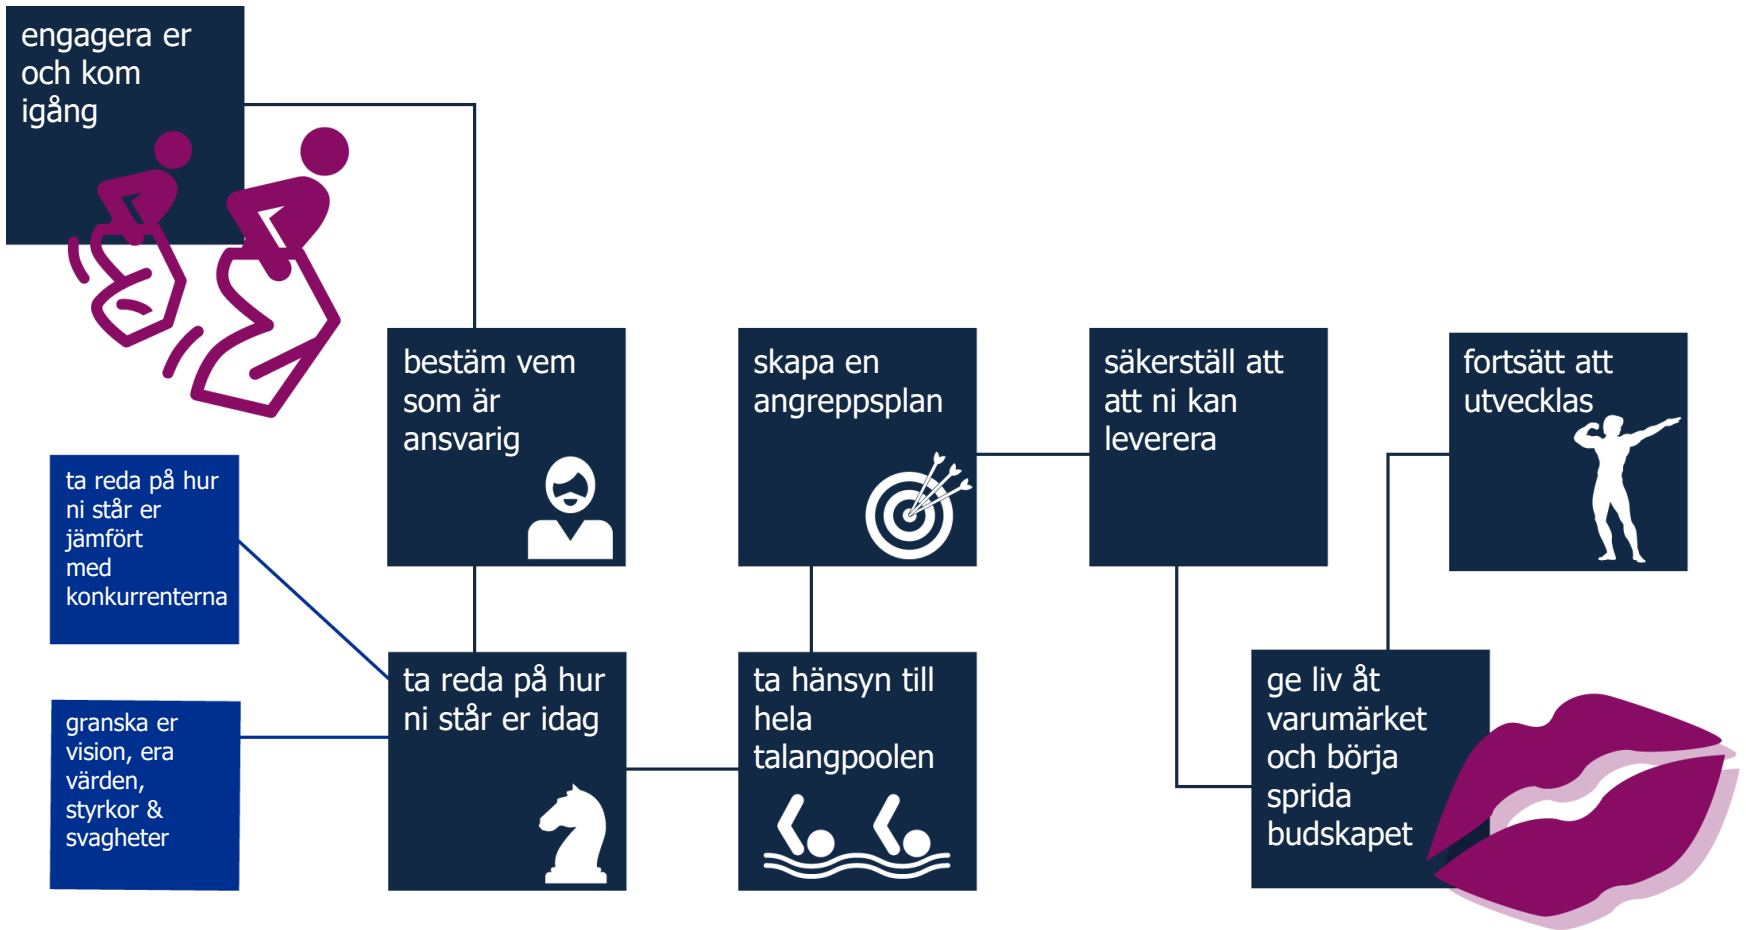 engagera er
och kom
igång
bestäm vem
som är
ansvarig
skapa en
angreppsplan
säkerställ att
att ni kan
leverera
fortsätt att
utvecklas
ta reda på hur
ni står er
jämfört
med
konkurrenterna
ta reda på hur
ni står er idag
ta hänsyn till
hela
talangpoolen
ge liv åt
varumärket
och börja
sprida
budskapet
granska er
vision, era
värden,
styrkor &
svagheter